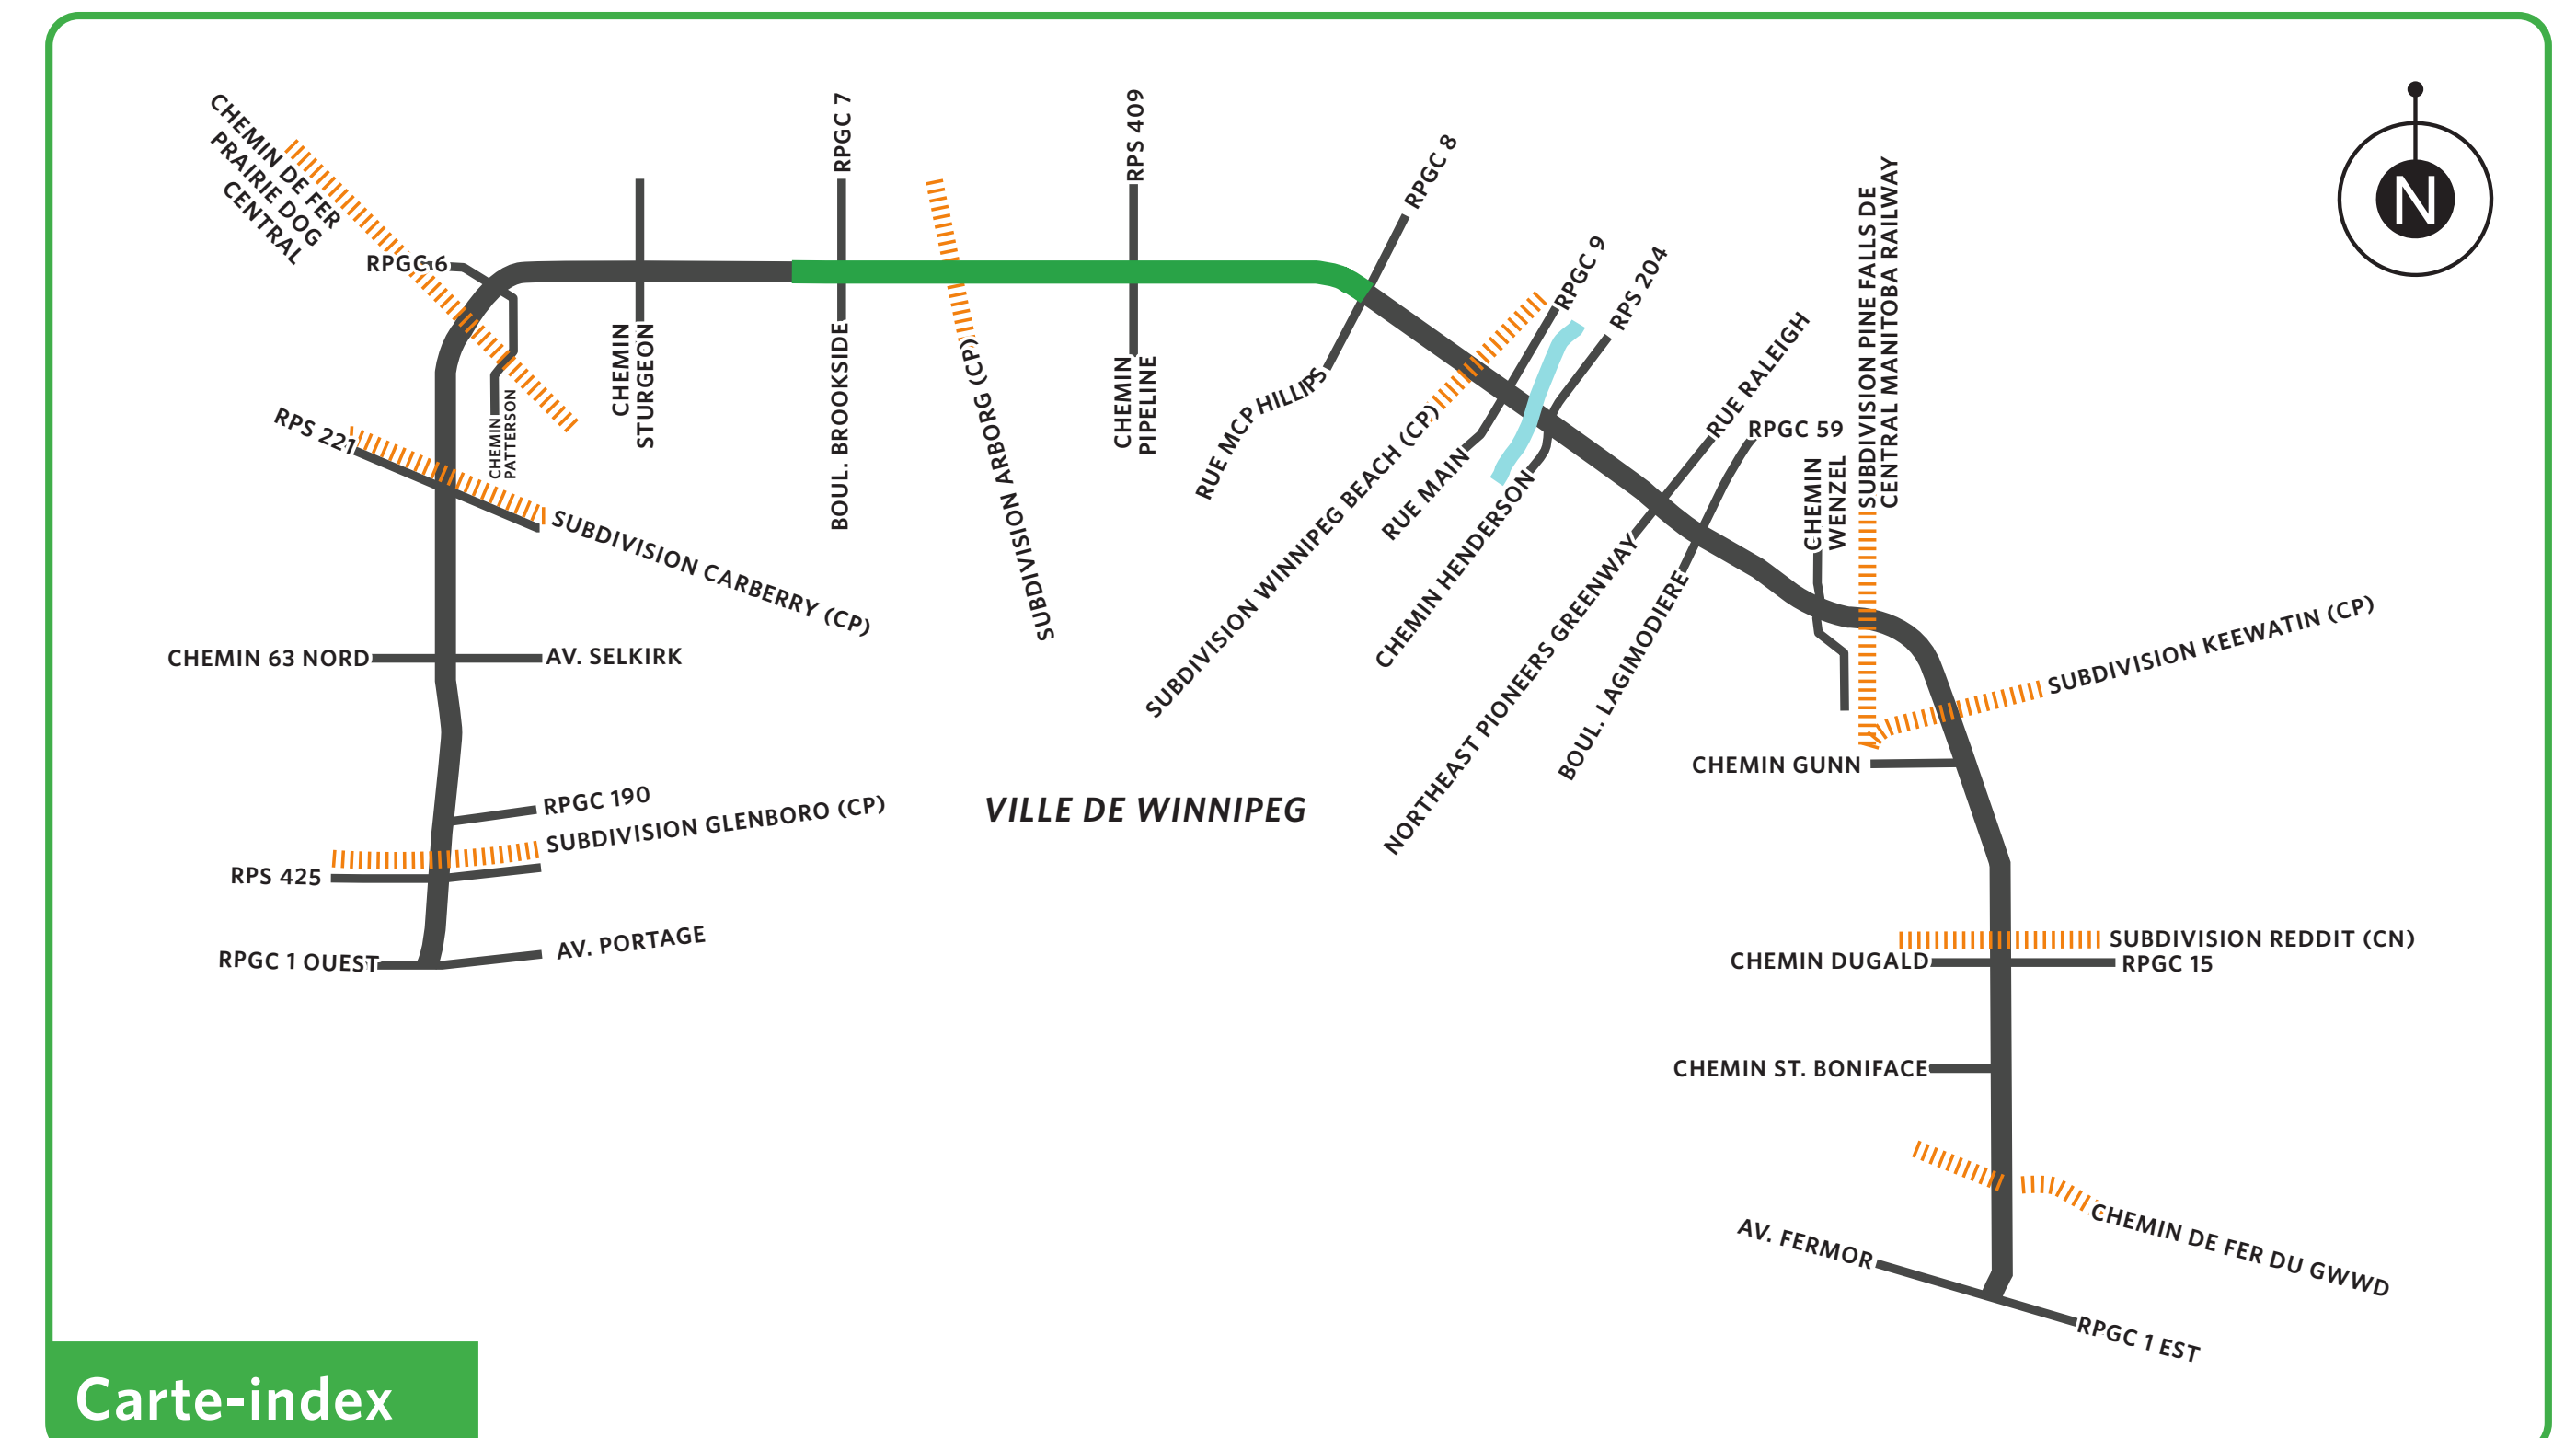 CHEMIN DE FER
PRAIRIE DOG
CENTRAL
RPGC 6
CHEMIN
PATTERSON
CHEMIN
STURGEON
RPGC 7
BOUL. BROOKSIDE
SUBDIVISION ARBORG (CP)
RPS 409
CHEMIN
PIPELINE
RPGC 8
RUE MCP HILLIPS
SUBDIVISION WINNIPEG BEACH (CP)
RPGC 9
RUE MAIN
RPS 204
CHEMIN HENDERSON
RUE RALEIGH
NORTHEAST PIONEERS GREENWAY
RPGC 59
BOUL. LAGIMODIERE
CHEMIN
WENZEL
SUBDIVISION PINE FALLS DE
CENTRAL MANITOBA RAILWAY
N
RPS 221
SUBDIVISION CARBERRY (CP)
CHEMIN 63 NORD
AV. SELKIRK
SUBDIVISION KEEWATIN (CP)
CHEMIN GUNN
RPGC 190
SUBDIVISION GLENBORO (CP)
RPS 425
VILLE DE WINNIPEG
RPGC 1 OUEST
AV. PORTAGE
SUBDIVISION REDDIT (CN)
CHEMIN DUGALD
RPGC 15
CHEMIN ST. BONIFACE
CHEMIN DE FER DU GWWD
AV. FERMOR
RPGC 1 EST
Carte-index